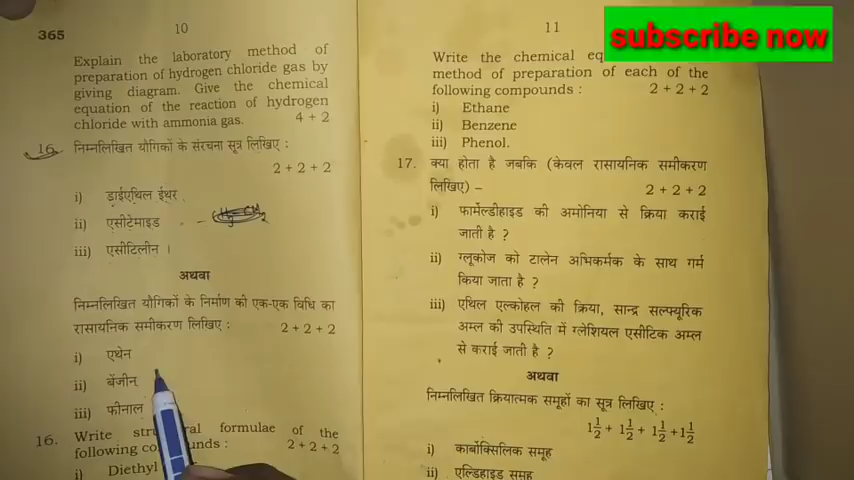 365
10
Explain the laboratory method of
preparation of hydrogen chloride gas by
giving diagram. Give the chemical
equation of the reaction of hydrogen
chloride with ammonia gas. 4 + 2
16. निम्नलिखित यौगिकों के संरचना सूत्र लिखिए :
2 + 2 + 2
i) डाईएथिल ईथर
ii) एसीटेमाइड -
iii) एसीटिलीन ।
अथवा
निम्नलिखित यौगिकों के निर्माण की एक-एक विधि का
रासायनिक समीकरण लिखिए : 2 + 2 + 2
i) एथेन
ii) बेंजीन
iii) फीनाल
16. Write formulae of the
following : 2 + 2 + 2
i) Diethyl
11
subscribe now
Write the chemical
method of preparation of each of the
following compounds : 2 + 2 + 2
i) Ethane
ii) Benzene
iii) Phenol.
17. क्या होता है जबकि (केवल रासायनिक समीकरण
लिखिए) – 2 + 2 + 2
i) फार्मेल्डीहाइड की अमोनिया से क्रिया कराई
जाती है ?
ii) ग्लूकोज को टालेन अभिकर्मक के साथ गर्म
किया जाता है ?
iii) एथिल एल्कोहल की क्रिया, सान्द्र सल्फ्यूरिक
अम्ल की उपस्थिति में ग्लेशियल एसीटिक अम्ल
से कराई जाती है ?
अथवा
निम्नलिखित क्रियात्मक समूहों का सूत्र लिखिए :
1½ + 1½ + 1½+1½
i) कार्बोक्सिलिक समूह
ii) एल्डिहाइड समूह